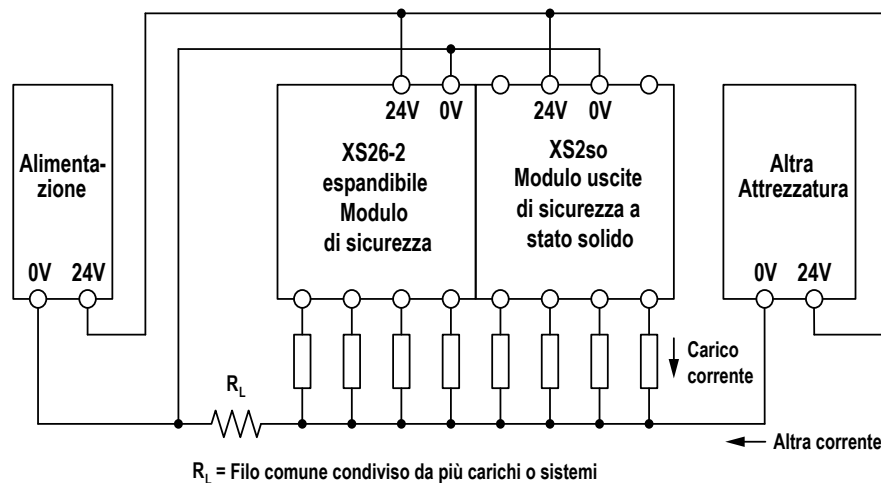 24V 0V
24V 0V
Alimenta-
zione
0V 24V
XS26-2
espandibile
Modulo
di sicurezza
XS2so
Modulo uscite
di sicurezza a
stato solido
Altra
Attrezzatura
0V 24V
Carico
corrente
RL
Altra corrente
RL = Filo comune condiviso da più carichi o sistemi